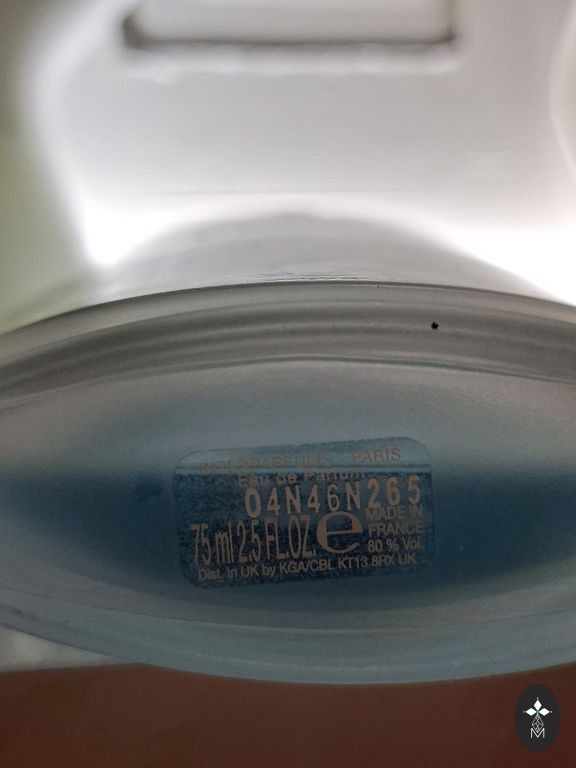 INTERPARFUMS PARIS
Eau de Parfum
04N46N265
75 ml 2.5 FL.OZ. e MADE IN
FRANCE
80 % Vol.
Dist. in UK by KGA/CBL KT13 8RX UK
M